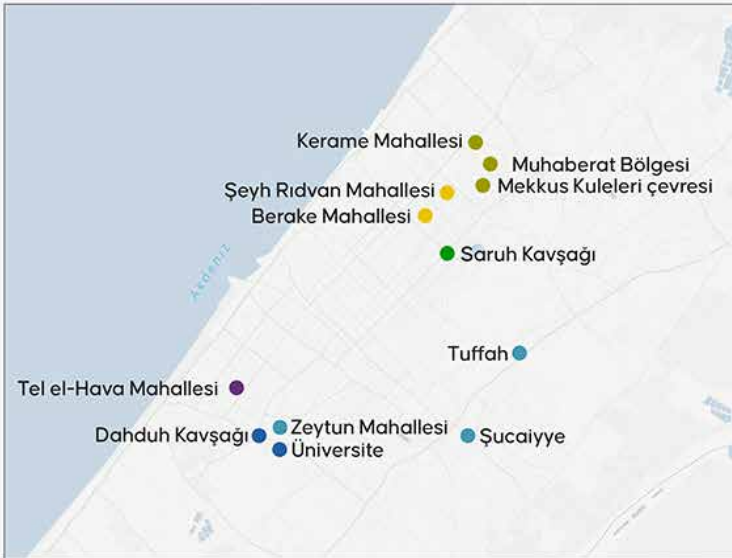 Kerame Mahallesi
Muhaberat Bölgesi
Mekkus Kuleleri çevresi
Şeyh Rıdvan Mahallesi
Berake Mahallesi
Akdeniz
Saruh Kavşağı
Tuffah
Tel el-Hava Mahallesi
Zeytun Mahallesi
Dahduh Kavşağı
Şucaiyye
Üniversite